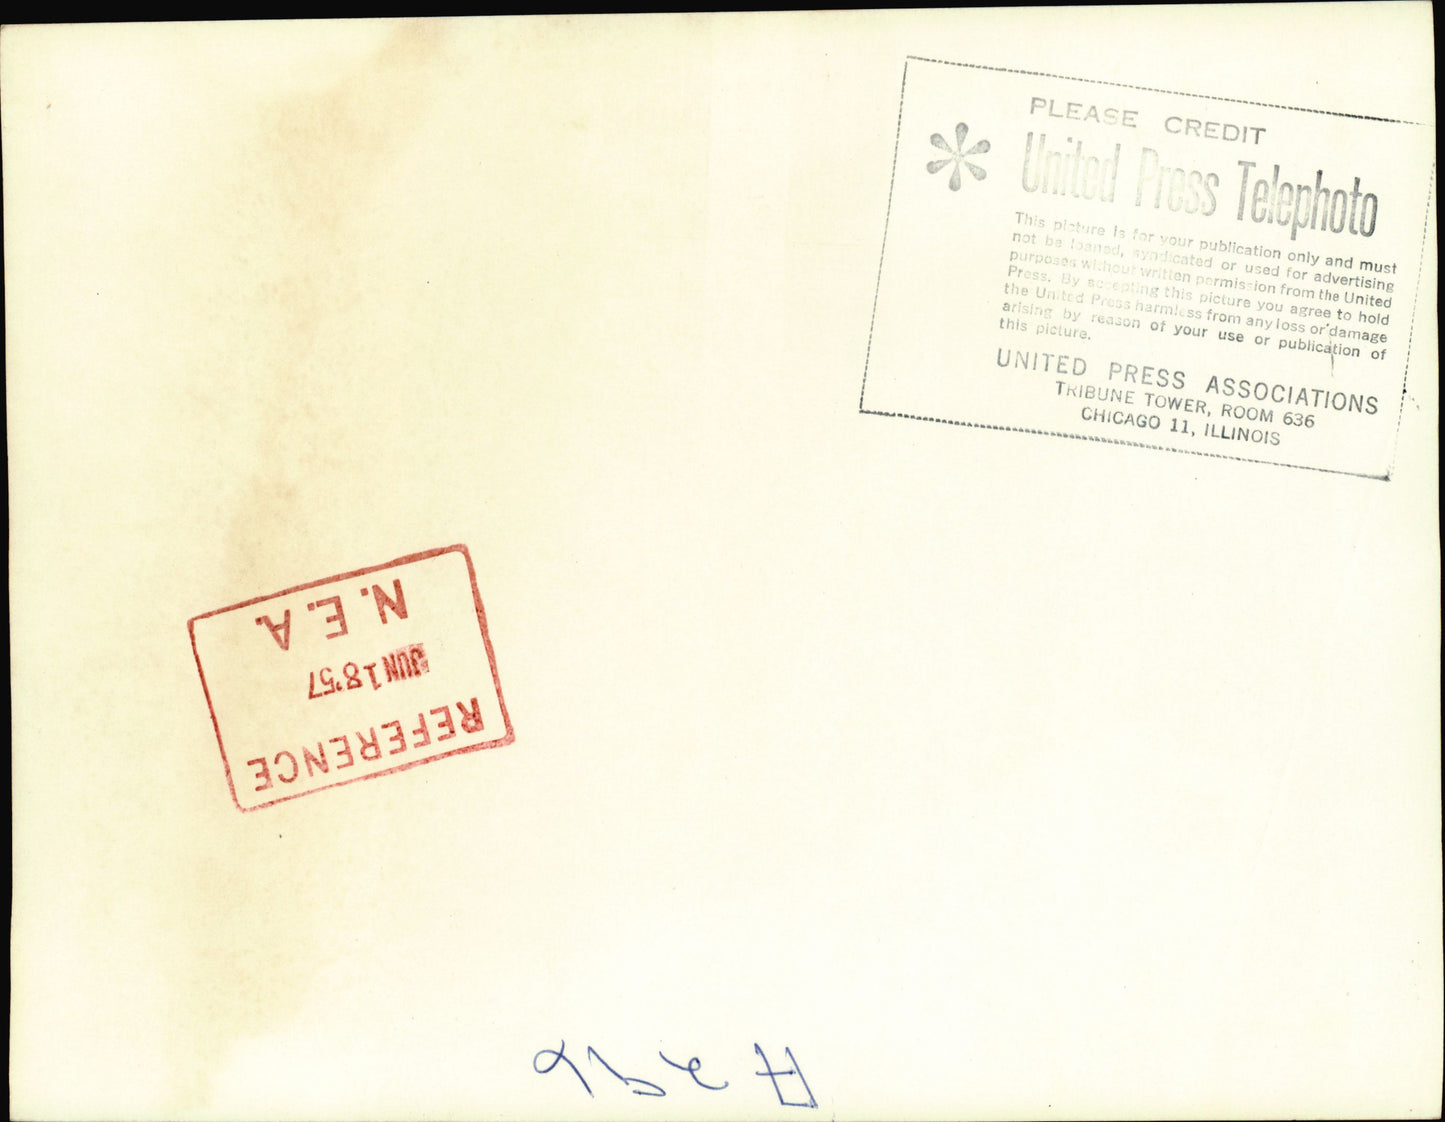 PLEASE CREDIT
United Press Telephoto
This picture is for your publication only and must
not be loaned, syndicated or used for advertising
purposes without written permission from the United
Press. By accepting this picture you agree to hold
the United Press harmless from any loss or damage
arising by reason of your use or publication of
this picture.
UNITED PRESS ASSOCIATIONS
TRIBUNE TOWER, ROOM 636
CHICAGO 11, ILLINOIS
REFERENCE
JUN 18 '57
N.E.A.